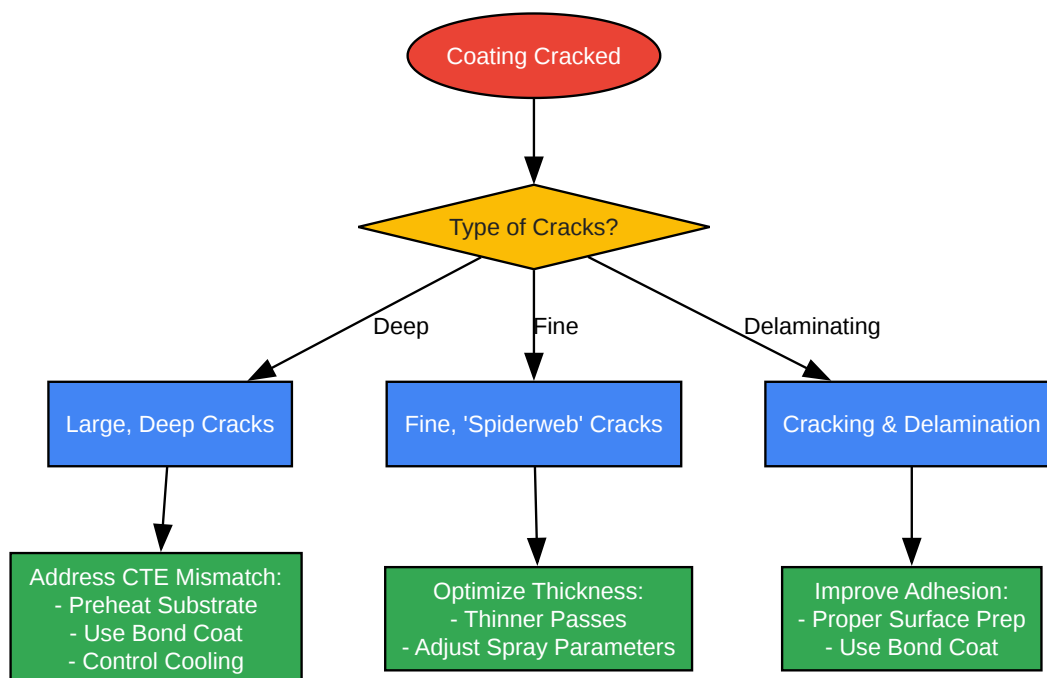 Coating Cracked
Type of Cracks?
Deep
Fine
Delaminating
Large, Deep Cracks
Fine, 'Spiderweb' Cracks
Cracking & Delamination
Address CTE Mismatch:
- Preheat Substrate
- Use Bond Coat
- Control Cooling
Optimize Thickness:
- Thinner Passes
- Adjust Spray Parameters
Improve Adhesion:
- Proper Surface Prep
- Use Bond Coat